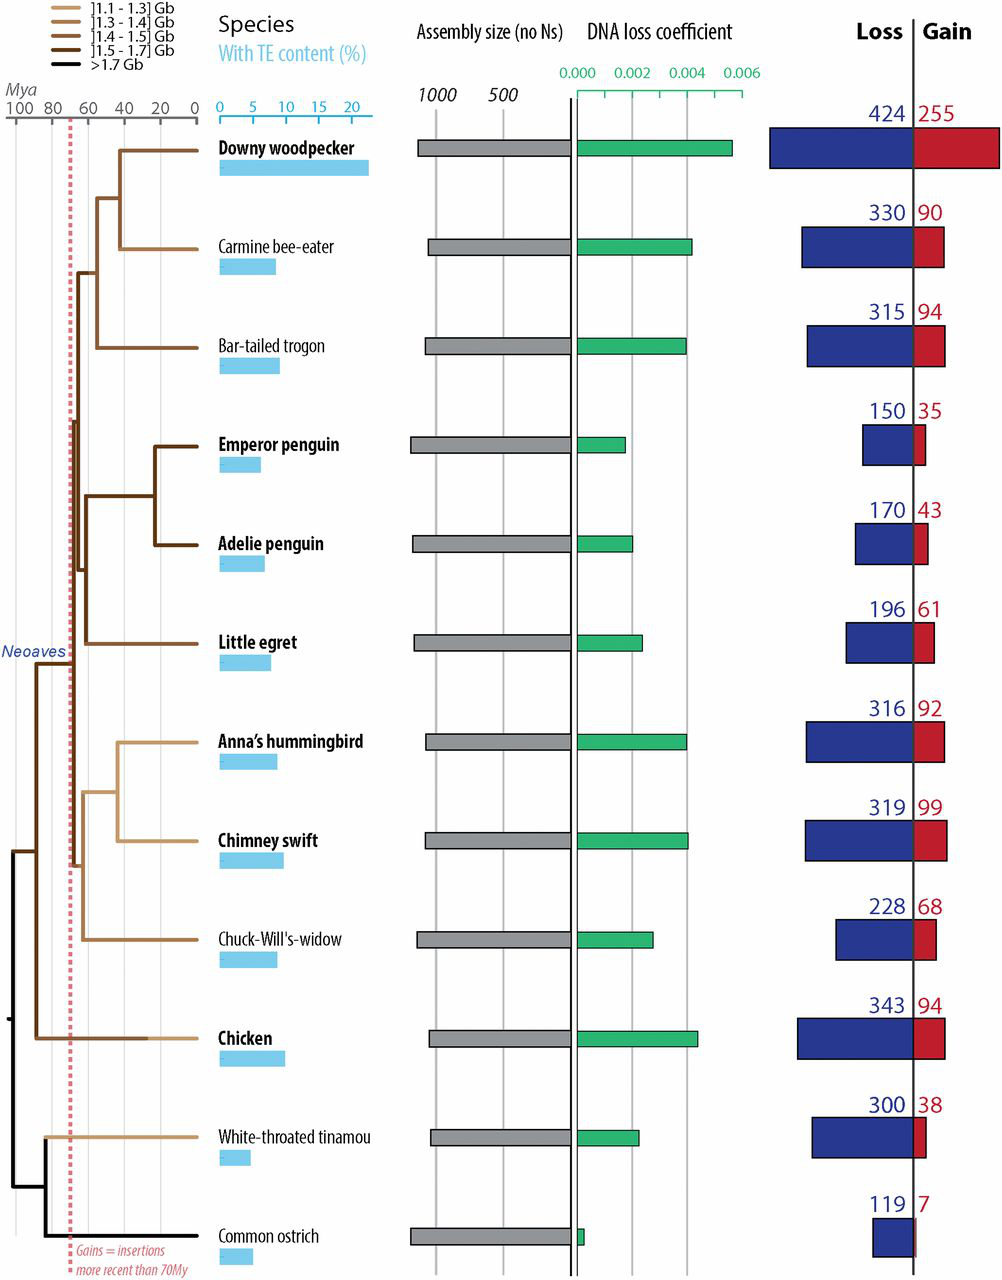 ]1.1 - 1.3] Gb
]1.3 - 1.4] Gb
]1.4 - 1.5] Gb
]1.5 - 1.7] Gb
>1.7 Gb
Species
With TE content (%)
Assembly size (no Ns)
DNA loss coefficient
Loss
Gain
0.000 0.002 0.004 0.006
Mya
100 80 60 40 20 0
0 5 10 15 20
1000 500
424 255
Downy woodpecker
330 90
Carmine bee-eater
315 94
Bar-tailed trogon
150 35
Emperor penguin
170 43
Adelie penguin
196 61
Little egret
Neoaves
316 92
Anna's hummingbird
319 99
Chimney swift
228 68
Chuck-Will's-widow
343 94
Chicken
300 38
White-throated tinamou
119 7
Common ostrich
Gains = insertions
more recent than 70My